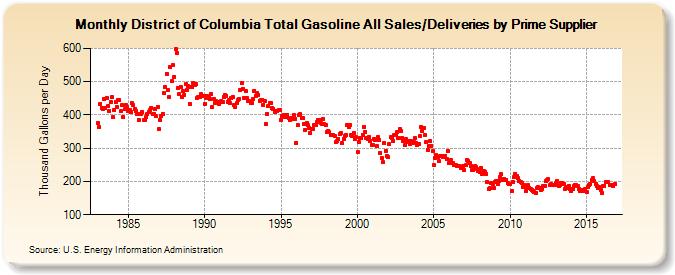 Monthly District of Columbia Total Gasoline All Sales/Deliveries by Prime Supplier
Thousand Gallons per Day
600
500
400
300
200
100
1985 1990 1995 2000 2005 2010 2015
Source: U.S. Energy Information Administration